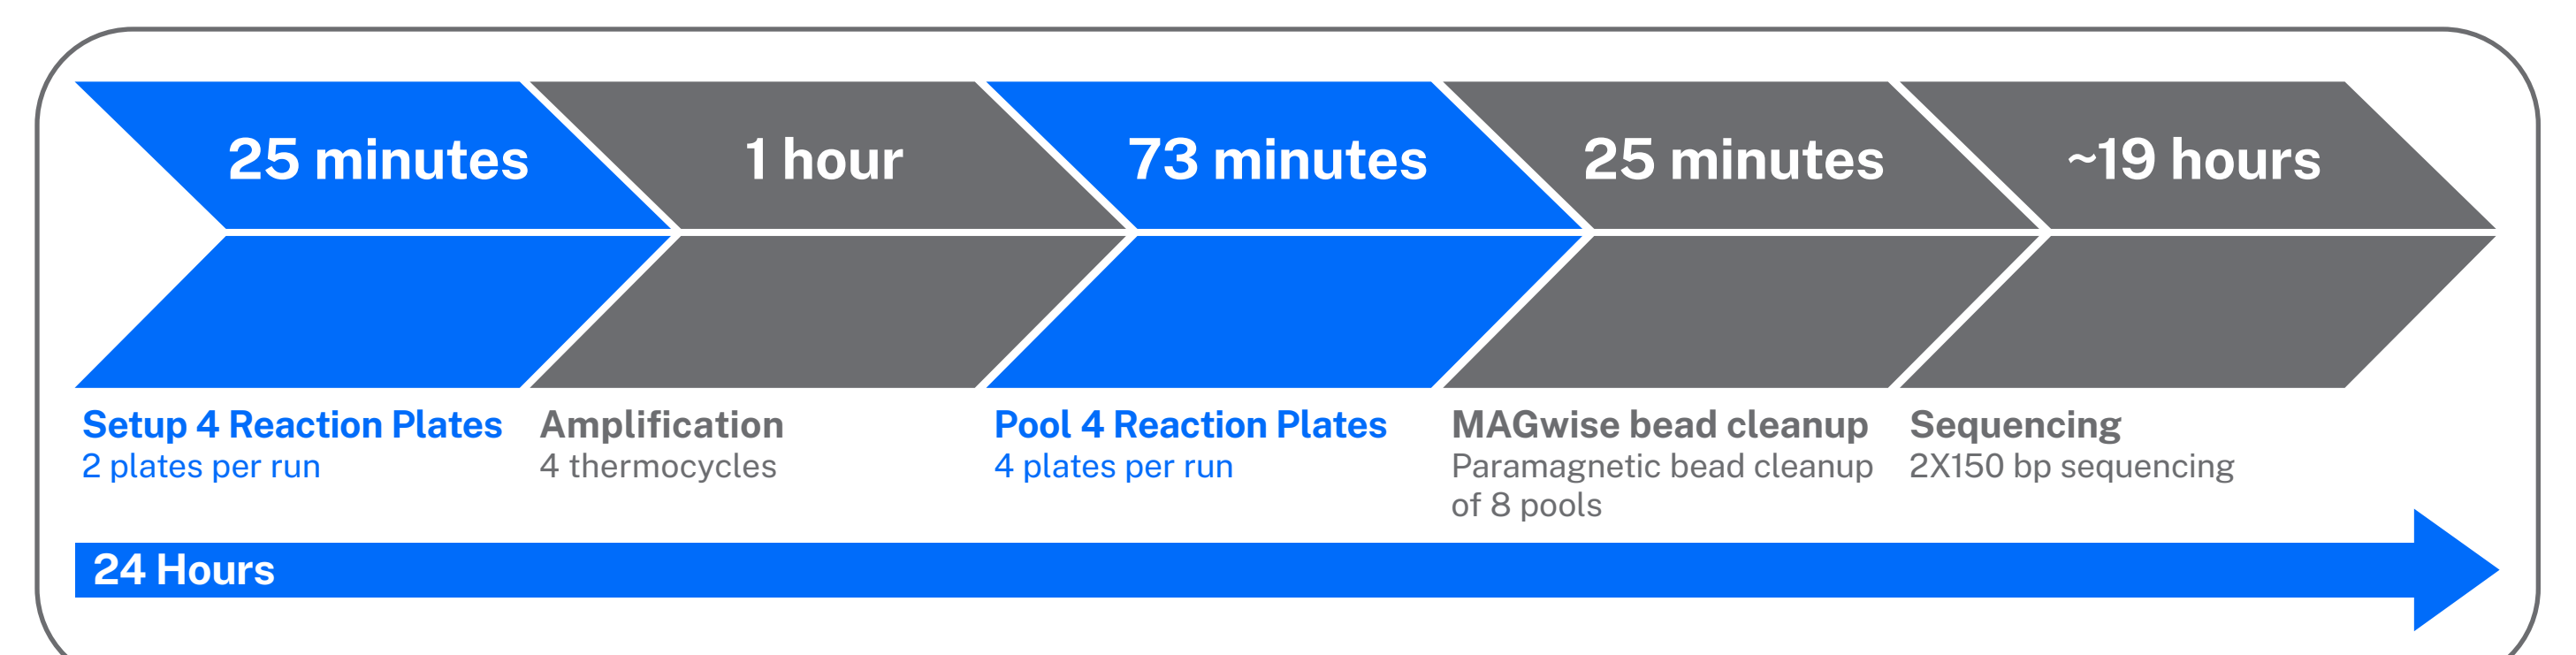 25 minutes
1 hour
73 minutes
25 minutes
~19 hours
Setup 4 Reaction Plates
2 plates per run
Amplification
4 thermocycles
Pool 4 Reaction Plates
4 plates per run
MAGwise bead cleanup
Paramagnetic bead cleanup
of 8 pools
Sequencing
2X150 bp sequencing
24 Hours